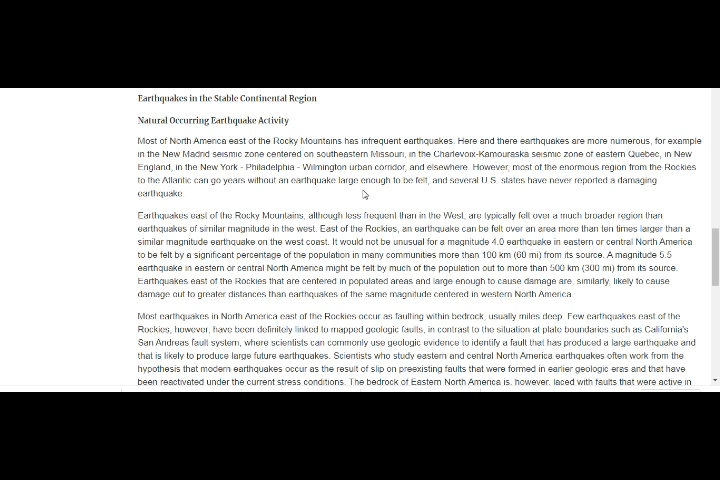 Earthquakes in the Stable Continental Region
Natural Occurring Earthquake Activity
Most of North America east of the Rocky Mountains has infrequent earthquakes. Here and there earthquakes are more numerous, for example
in the New Madrid seismic zone centered on southeastern Missouri, in the Charlevoix-Kamouraska seismic zone of eastern Quebec, in New
England, in the New York - Philadelphia - Wilmington urban corridor, and elsewhere. However, most of the enormous region from the Rockies
to the Atlantic can go years without an earthquake large enough to be felt, and several U.S. states have never reported a damaging
earthquake.
Earthquakes east of the Rocky Mountains, although less frequent than in the West, are typically felt over a much broader region than
earthquakes of similar magnitude in the west. East of the Rockies, an earthquake can be felt over an area more than ten times larger than a
similar magnitude earthquake on the west coast. It would not be unusual for a magnitude 4.0 earthquake in eastern or central North America
to be felt by a significant percentage of the population in many communities more than 100 km (60 mi) from its source. A magnitude 5.5
earthquake in eastern or central North America might be felt by much of the population out to more than 500 km (300 mi) from its source.
Earthquakes east of the Rockies that are centered in populated areas and large enough to cause damage are, similarly, likely to cause
damage out to greater distances than earthquakes of the same magnitude centered in western North America
Most earthquakes in North America east of the Rockies occur as faulting within bedrock, usually miles deep. Few earthquakes east of the
Rockies, however, have been definitely linked to mapped geologic faults, in contrast to the situation at plate boundaries such as California's
San Andreas fault system, where scientists can commonly use geologic evidence to identify a fault that has produced a large earthquake and
that is likely to produce large future earthquakes. Scientists who study eastern and central North America earthquakes often work from the
hypothesis that modern earthquakes occur as the result of slip on preexisting faults that were formed in earlier geologic eras and that have
been reactivated under the current stress conditions. The bedrock of Eastern North America is, however, laced with faults that were active in